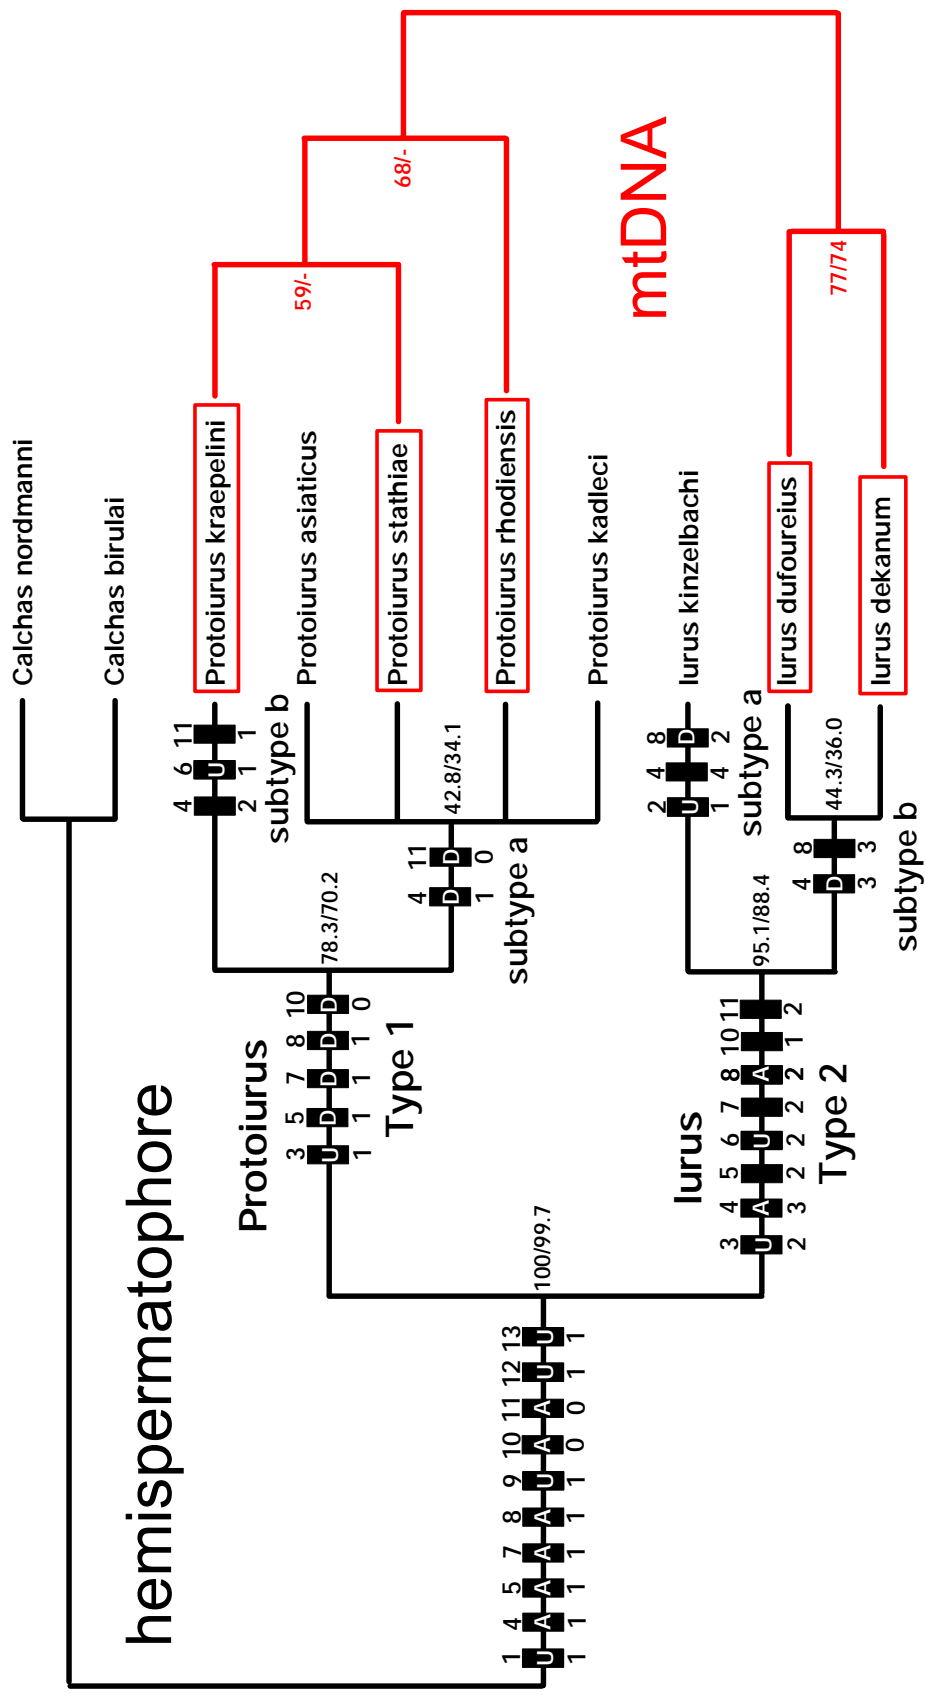 hemispermatophore
mtDNA
Calchas nordmanni
Calchas birulai
Protoiurus kraepelini
Protoiurus asiaticus
Protoiurus stathiae
Protoiurus rhodiensis
Protoiurus kadleci
Iurus kinzelbachi
Iurus dufoureius
Iurus dekanum
59/-
68/-
77/74
4 6 11
U
2 1 1
subtype b
Protoiurus
3 5 7 8 10
U D D D D
1 1 1 1 0
Type 1
78.3/70.2
4 11
D D
1 0
subtype a
42.8/34.1
1 4 5 7 8 9 10 11 12 13
U A A A A U A A U U
1 1 1 1 1 1 0 0 1 1
100/99.7
Iurus
3 4 5 6 7 8 10 11
U A U A
2 3 2 2 2 2 1 2
Type 2
95.1/88.4
2 4 8
U D
1 4 2
subtype a
4 8
D
3 3
subtype b
44.3/36.0